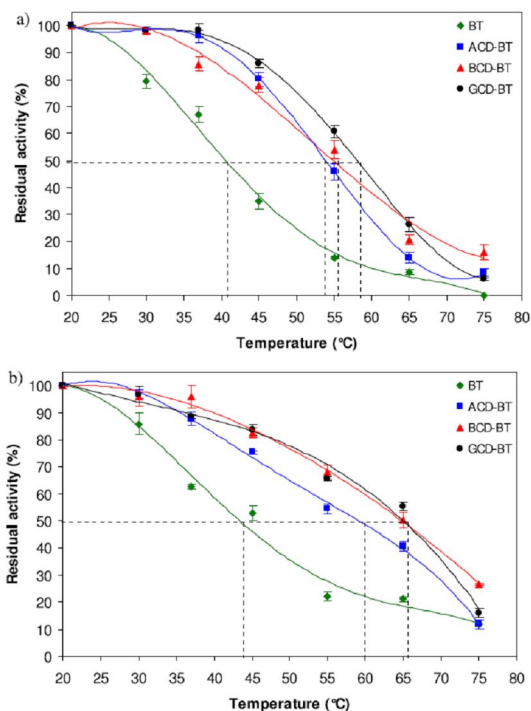 a)
Residual activity (%)
100
90
80
70
60
50
40
30
20
10
0
BT
ACD-BT
BCD-BT
GCD-BT
20 25 30 35 40 45 50 55 60 65 70 75 80
Temperature (°C)
b)
Residual activity (%)
100
90
80
70
60
50
40
30
20
10
0
BT
ACD-BT
BCD-BT
GCD-BT
20 25 30 35 40 45 50 55 60 65 70 75 80
Temperature (°C)